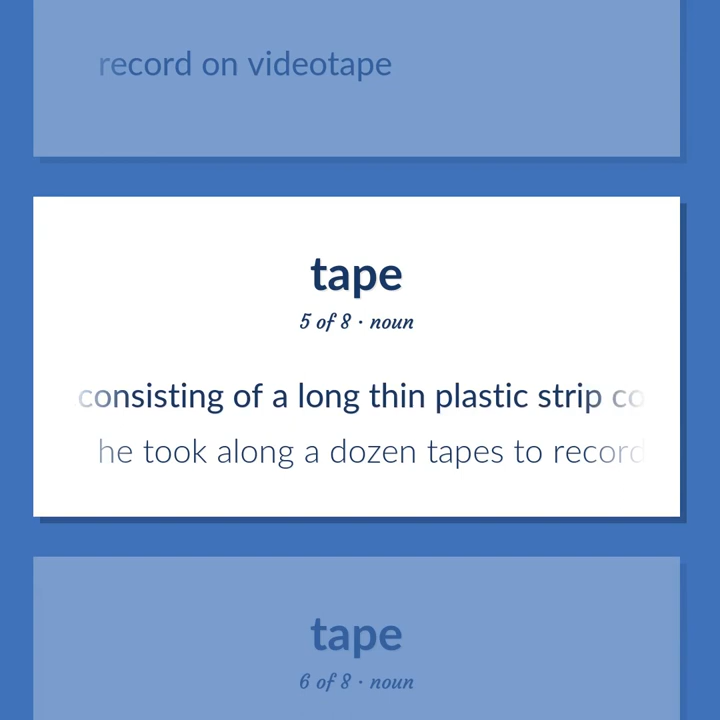 record on videotape
tape
5 of 8 · noun
consisting of a long thin plastic strip co
he took along a dozen tapes to record
tape
6 of 8 · noun